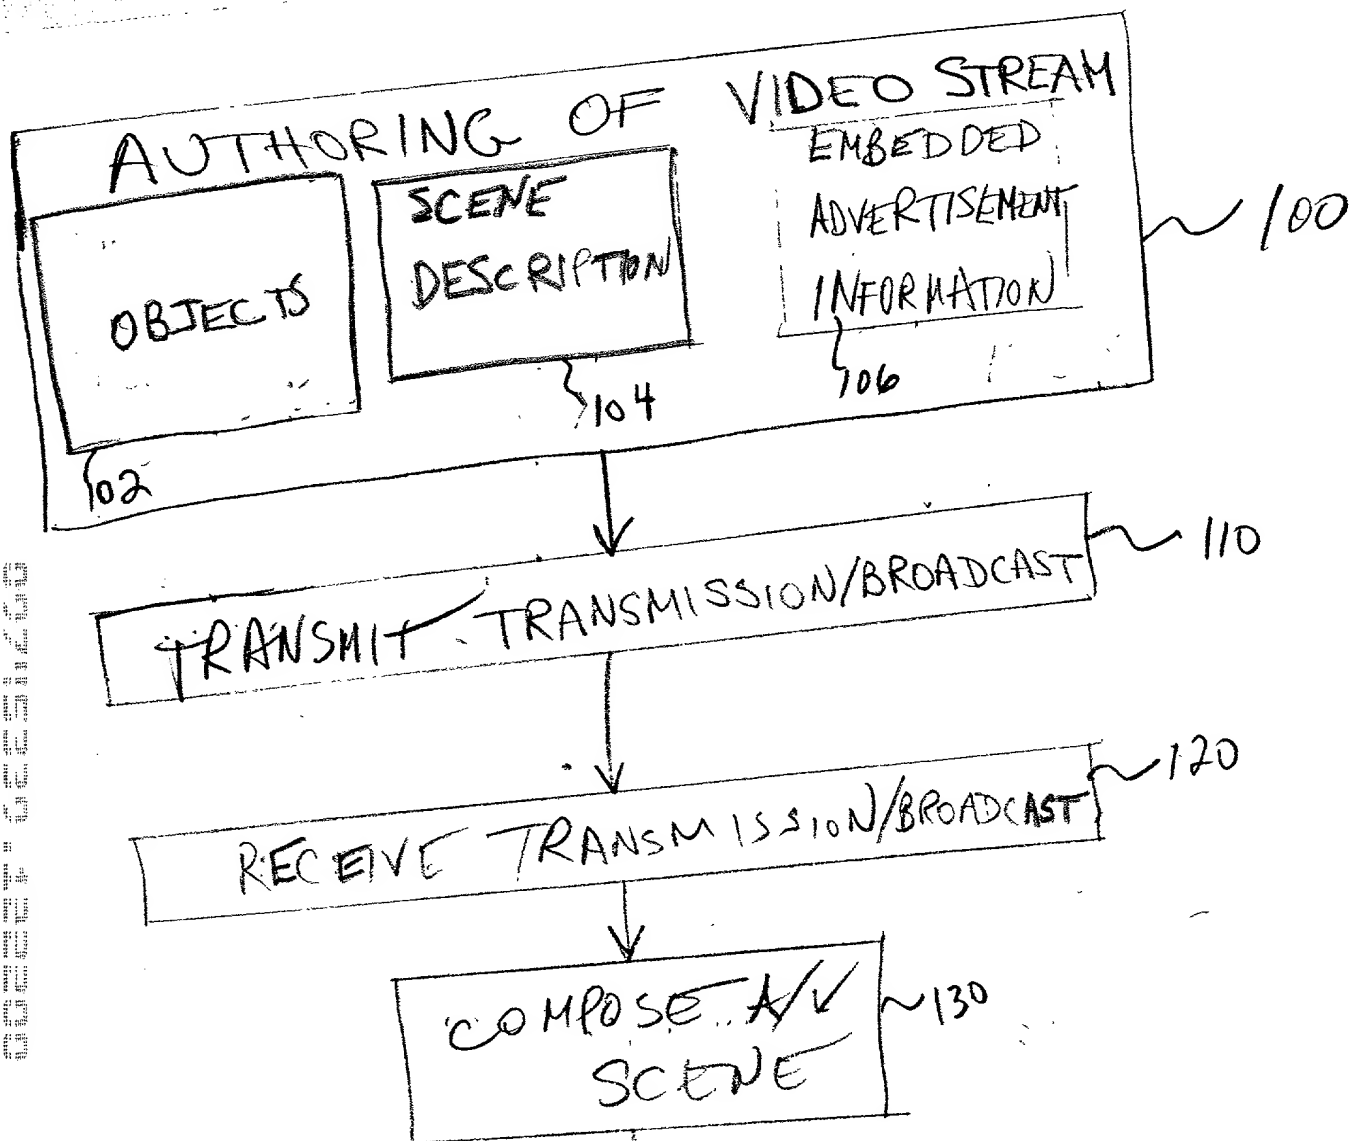 AUTHORING OF VIDEO STREAM
OBJECTS
102
SCENE
DESCRIPTION
104
EMBEDDED
ADVERTISEMENT
INFORMATION
106
100
TRANSMIT TRANSMISSION/BROADCAST
110
RECEIVE TRANSMISSION/BROADCAST
120
COMPOSE A/V
SCENE
130